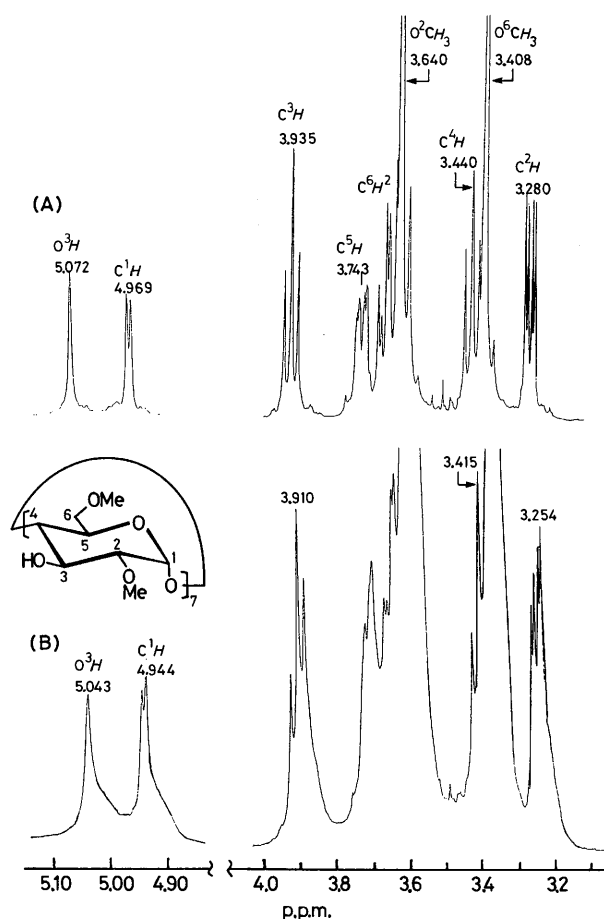 O²CH₃ O⁶CH₃
3.640 3.408
C³H
3.935
C⁴H
3.440
C²H
3.280
C⁶H²
C⁵H
3.743
(A)
O³H
5.072
C¹H
4.969
4
6
OMe
5
O
2
1
HO
3
O
OMe
O
7
3.415
3.910
3.254
(B)
O³H
5.043
C¹H
4.944
5.10 5.00 4.90 4.0 3.8 3.6 3.4 3.2
p.p.m.